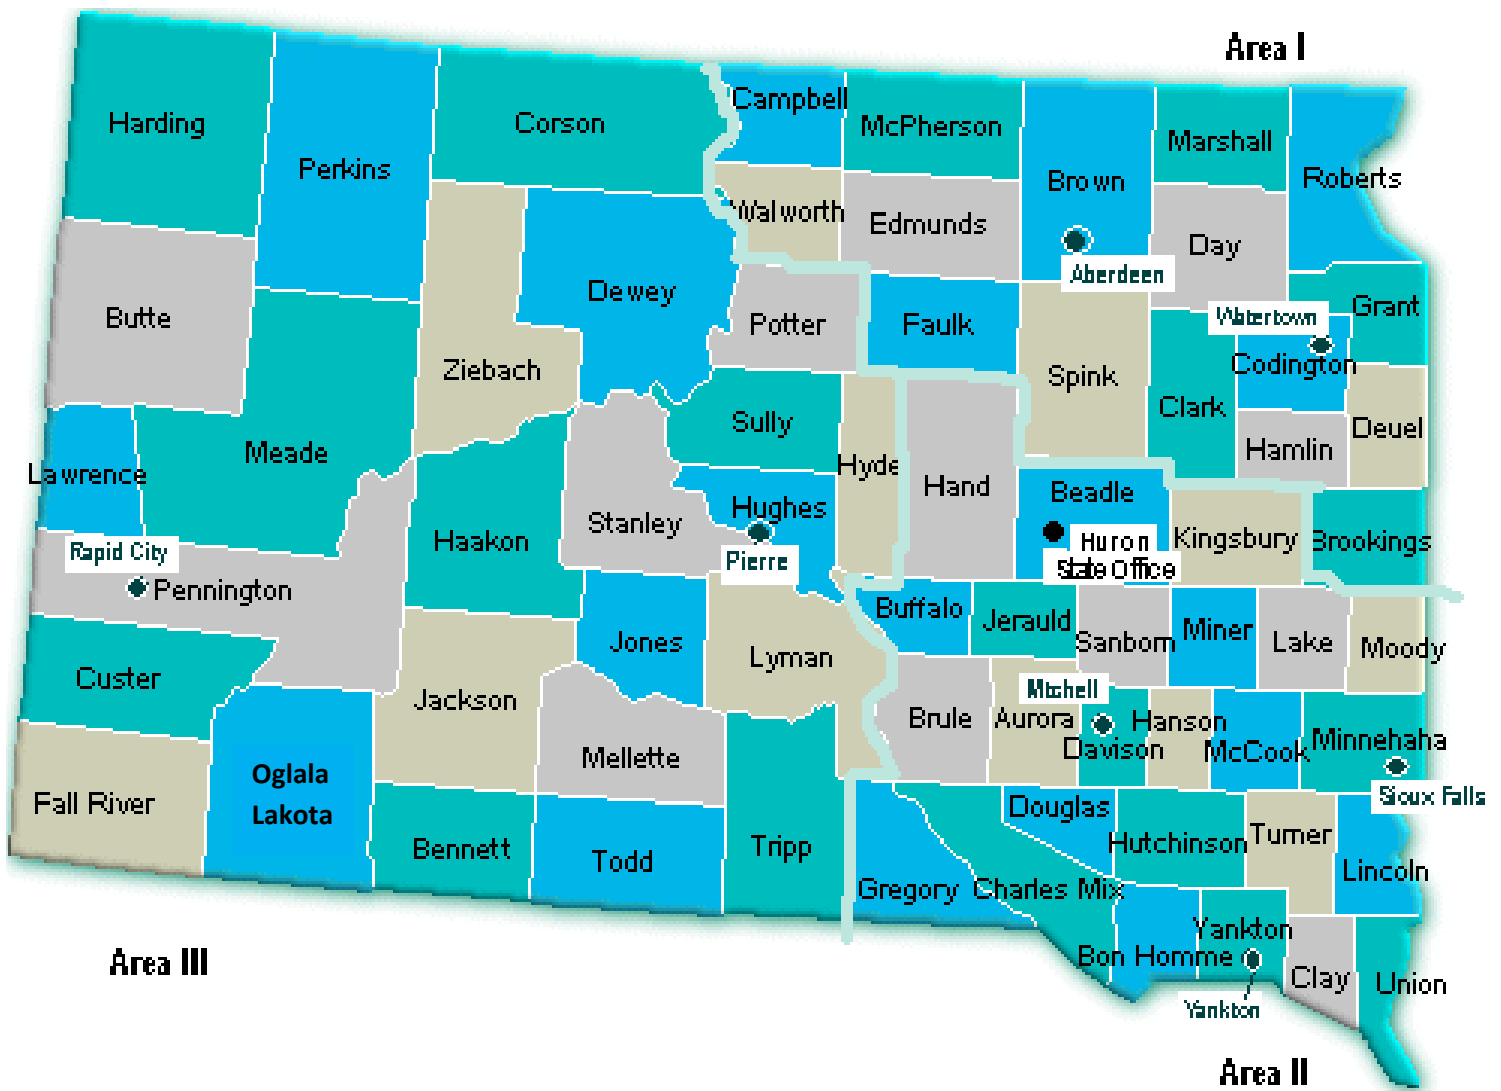 Area I
Harding
Perkins
Corson
Campbell
McPherson
Brown
Marshall
Roberts
Walworth
Edmunds
Day
Aberdeen
Butte
Dewey
Potter
Faulk
Grant
Watertown
Codington
Ziebach
Spink
Clark
Deuel
Hamlin
Lawrence
Meade
Sully
Hyde
Hand
Beadle
Haakon
Stanley
Hughes
Pierre
Huron
State Office
Kingsbury
Brookings
Rapid City
Pennington
Custer
Jones
Lyman
Buffalo
Jerauld
Sanborn
Miner
Lake
Moody
Jackson
Mellette
Brule
Aurora
Mitchell
Davison
Hanson
McCook
Minnehaha
Sioux Falls
Fall River
Oglala
Lakota
Bennett
Todd
Tripp
Gregory
Charles Mix
Douglas
Hutchinson
Turner
Lincoln
Bon Homme
Yankton
Yankton
Clay
Union
Area III
Area II